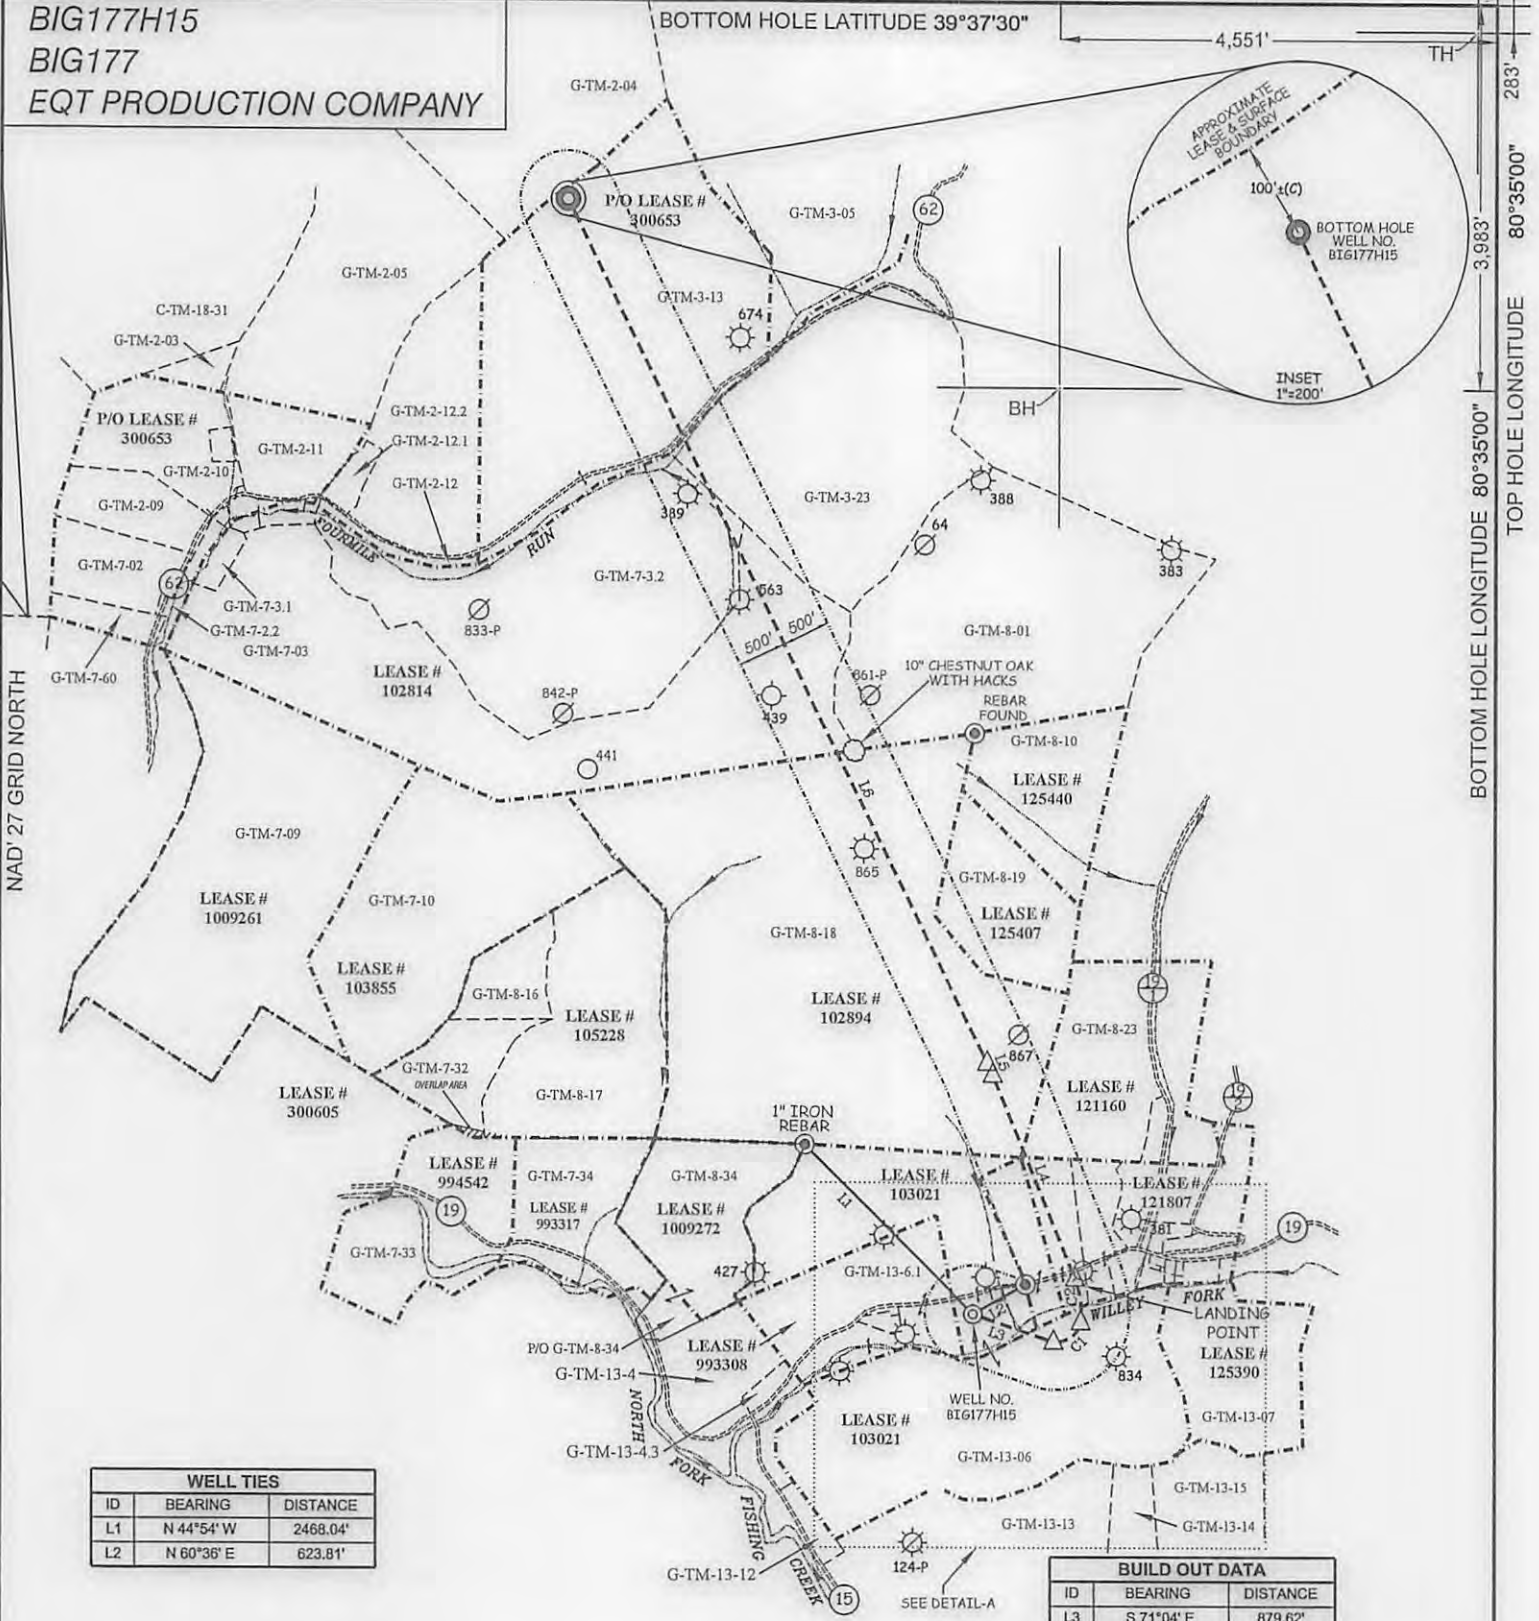 BIG177H15
BIG177
EQT PRODUCTION COMPANY
BOTTOM HOLE LATITUDE 39°37'30"
4,551'
TH
283'
80°35'00"
TOP HOLE LONGITUDE
3,983'
BOTTOM HOLE LONGITUDE 80°35'00"
NAD' 27 GRID NORTH
APPROXIMATE
LEASE & SURFACE
BOUNDARY
100'±(C)
BOTTOM HOLE
WELL NO.
BIG177H15
INSET
1"=200'
BH
G-TM-2-04
P/O LEASE #
300653
G-TM-3-05
62
G-TM-2-05
G-TM-3-13
674
C-TM-18-31
G-TM-2-03
P/O LEASE #
300653
G-TM-2-12.2
G-TM-2-12.1
G-TM-2-11
G-TM-2-10
G-TM-2-12
G-TM-2-09
G-TM-3-23
388
389
64
FOURMILE
RUN
383
G-TM-7-02
62
G-TM-7-3.2
563
G-TM-7-3.1
G-TM-7-2.2
G-TM-7-03
833-P
500'
500'
G-TM-8-01
G-TM-7-60
LEASE #
102814
10" CHESTNUT OAK
WITH HACKS
861-P
842-P
439
REBAR
FOUND
G-TM-8-10
441
L6
LEASE #
125440
G-TM-7-09
865
LEASE #
1009261
G-TM-7-10
G-TM-8-19
LEASE #
125407
G-TM-8-18
LEASE #
103855
G-TM-8-16
LEASE #
105228
LEASE #
102894
19
1
G-TM-8-23
867
L5
G-TM-7-32
OVERLAP AREA
LEASE #
300605
G-TM-8-17
LEASE #
121160
19
2
1" IRON
REBAR
LEASE #
994542
G-TM-7-34
G-TM-8-34
LEASE #
103021
L4
LEASE #
121807
L1
19
LEASE #
993317
LEASE #
1009272
381
19
G-TM-7-33
427
G-TM-13-6.1
C2
WILLEY
FORK
L2
L3
C1
LANDING
POINT
P/O G-TM-8-34
LEASE #
993308
LEASE #
125390
G-TM-13-4
834
NORTH
FORK
WELL NO.
BIG177H15
LEASE #
103021
G-TM-13-07
G-TM-13-4.3
G-TM-13-06
G-TM-13-15
G-TM-13-13
G-TM-13-14
FISHING
CREEK
G-TM-13-12
124-P
15
SEE DETAIL-A
WELL TIES
ID BEARING DISTANCE
L1 N 44°54' W 2468.04'
L2 N 60°36' E 623.81'
BUILD OUT DATA
ID BEARING DISTANCE
L3 S 71°04' E 879.62'